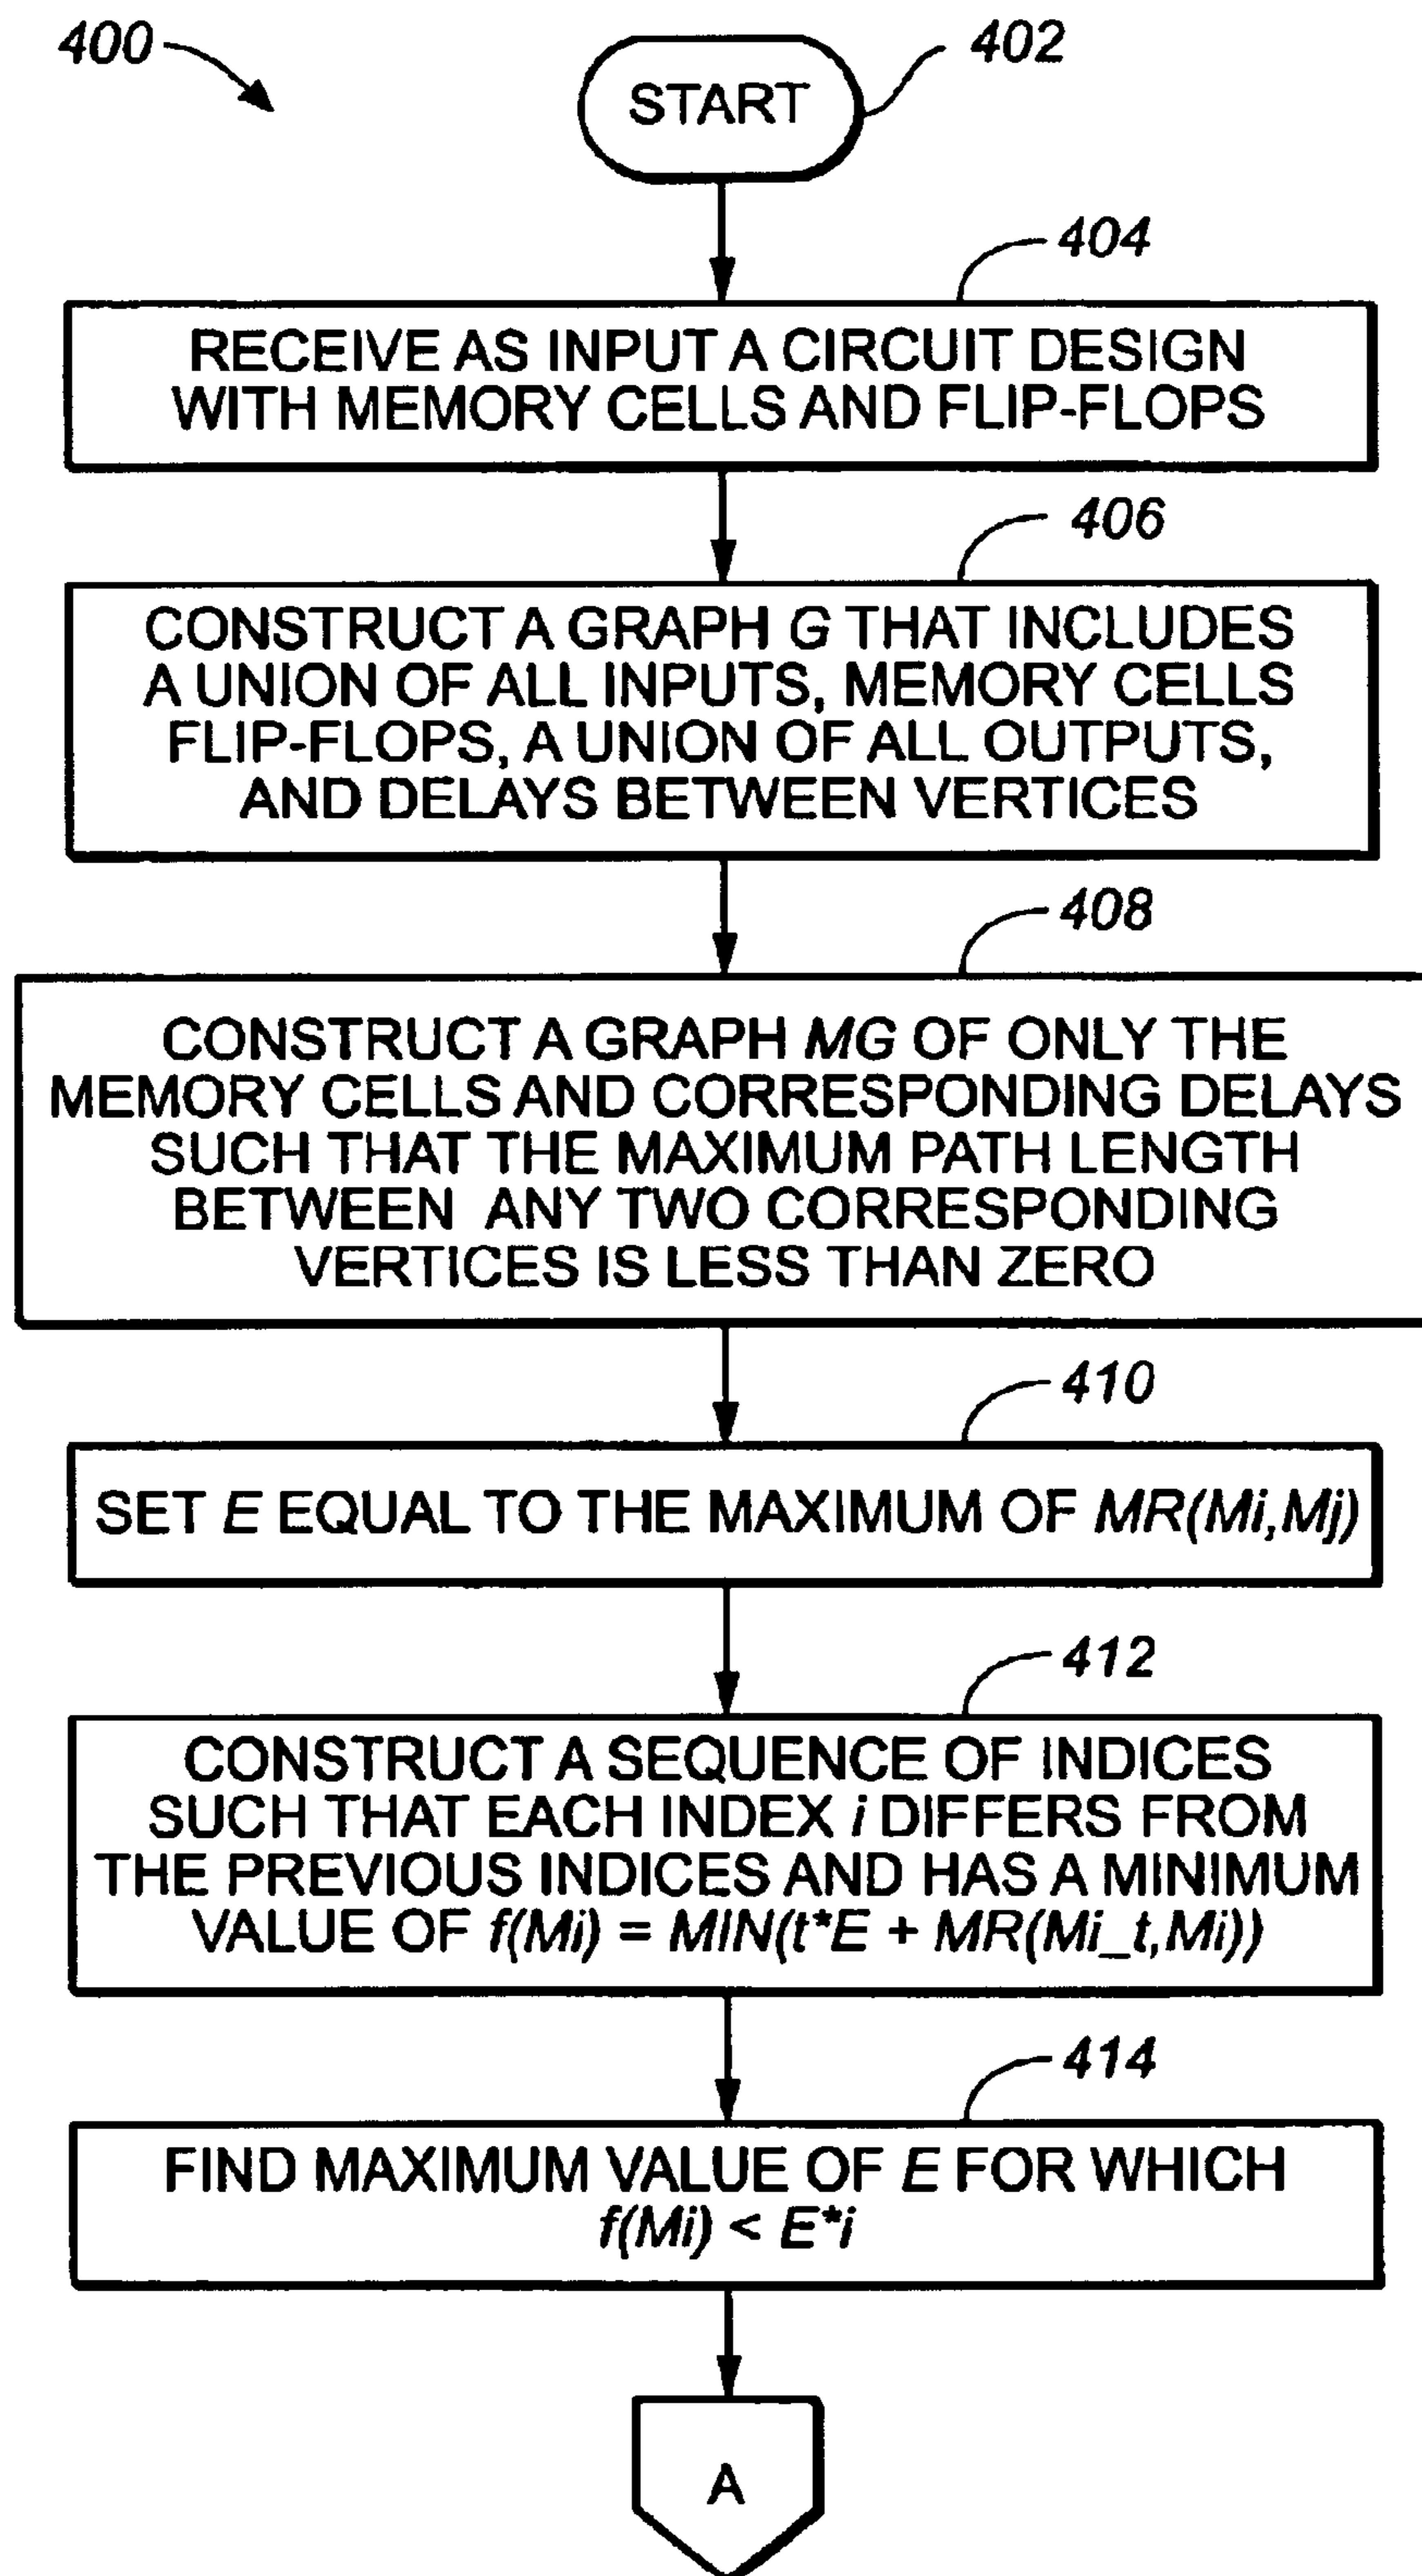 400
START
402
404
RECEIVE AS INPUT A CIRCUIT DESIGN
WITH MEMORY CELLS AND FLIP-FLOPS
406
CONSTRUCT A GRAPH G THAT INCLUDES
A UNION OF ALL INPUTS, MEMORY CELLS
FLIP-FLOPS, A UNION OF ALL OUTPUTS,
AND DELAYS BETWEEN VERTICES
408
CONSTRUCT A GRAPH MG OF ONLY THE
MEMORY CELLS AND CORRESPONDING DELAYS
SUCH THAT THE MAXIMUM PATH LENGTH
BETWEEN ANY TWO CORRESPONDING
VERTICES IS LESS THAN ZERO
410
SET E EQUAL TO THE MAXIMUM OF MR(Mi,Mj)
412
CONSTRUCT A SEQUENCE OF INDICES
SUCH THAT EACH INDEX i DIFFERS FROM
THE PREVIOUS INDICES AND HAS A MINIMUM
VALUE OF f(Mi) = MIN(t*E + MR(Mi_t,Mi))
414
FIND MAXIMUM VALUE OF E FOR WHICH
f(Mi) < E*i
A